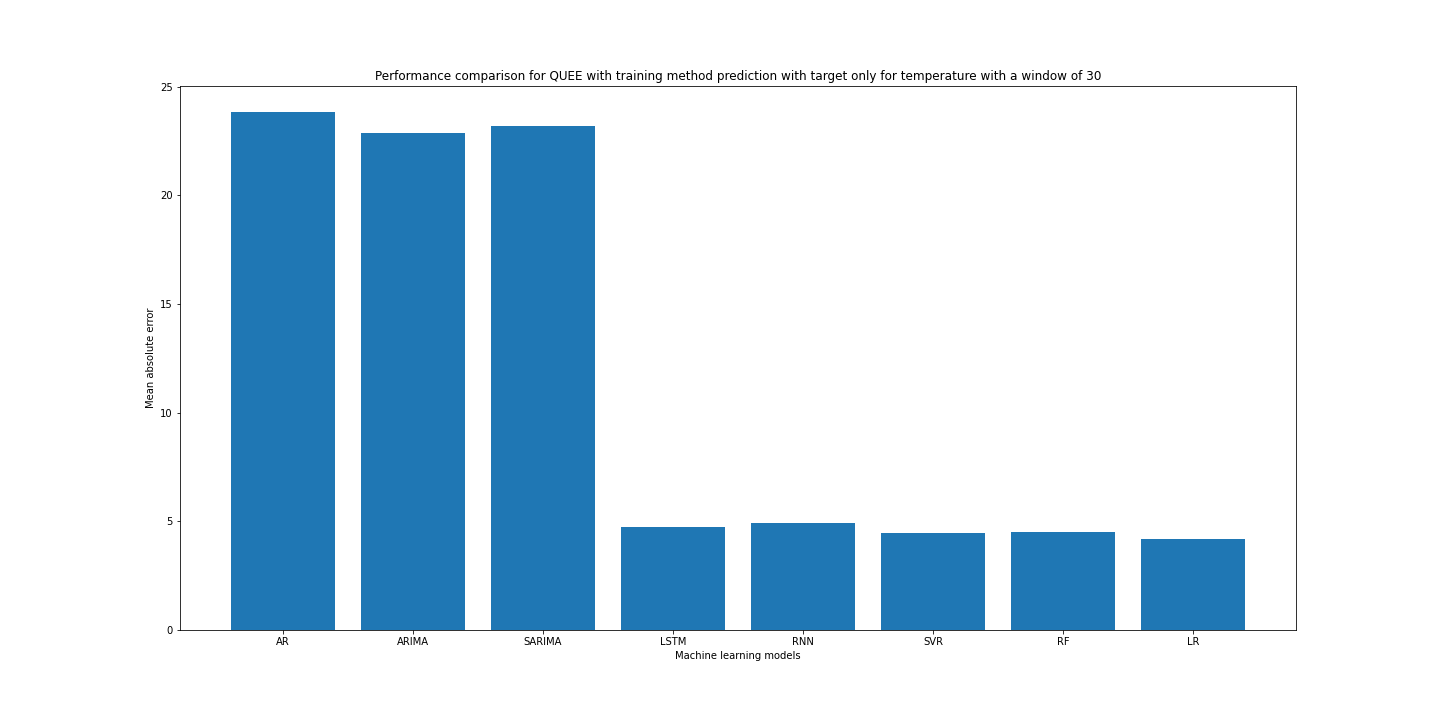 Performance comparison for QUEE with training method prediction with target only for temperature with a window of 30
25
20
15
10
5
0
Mean absolute error
AR ARIMA SARIMA LSTM RNN SVR RF LR
Machine learning models